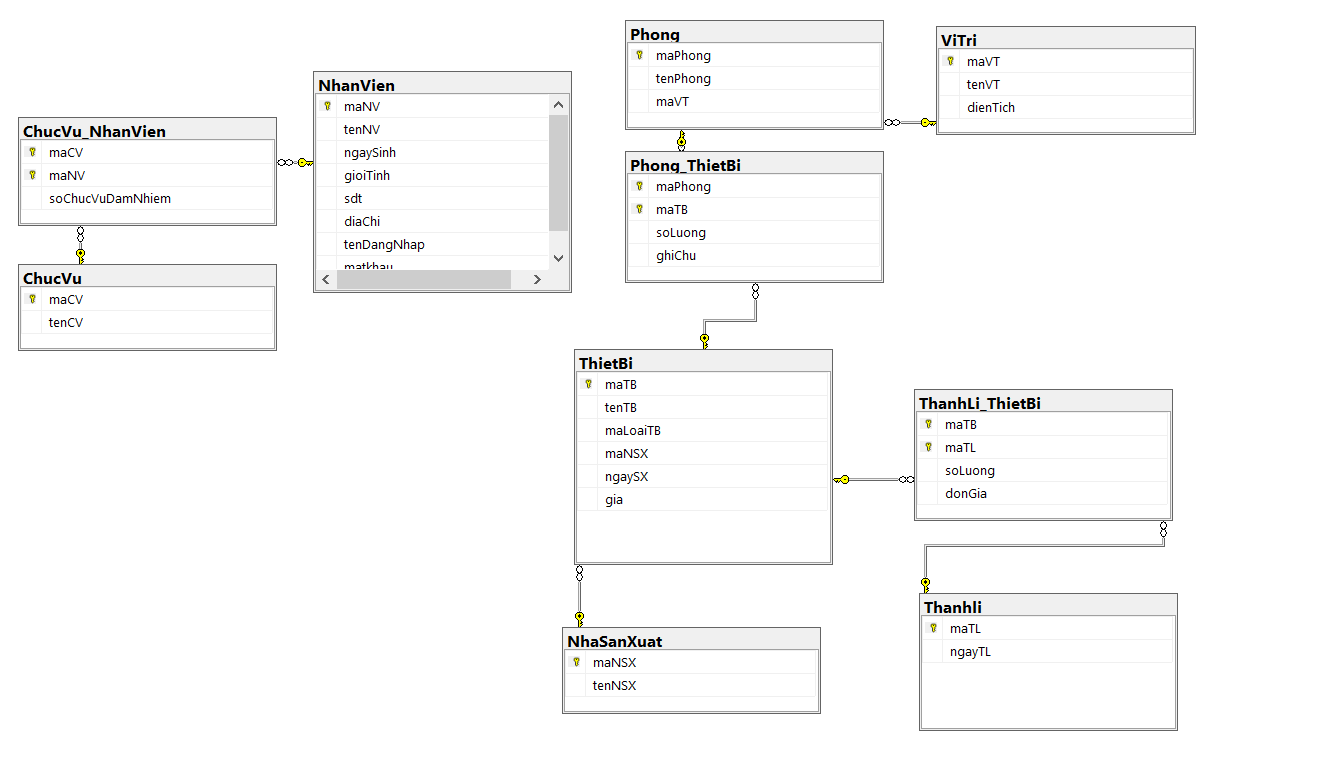 ChucVu_NhanVien
maCV
maNV
soChucVuDamNhiem
ChucVu
maCV
tenCV
NhanVien
maNV
tenNV
ngaySinh
gioiTinh
sdt
diaChi
tenDangNhap
matkhau
Phong
maPhong
tenPhong
maVT
ViTri
maVT
tenVT
dienTich
Phong_ThietBi
maPhong
maTB
soLuong
ghiChu
ThietBi
maTB
tenTB
maLoaiTB
maNSX
ngaySX
gia
ThanhLi_ThietBi
maTB
maTL
soLuong
donGia
NhaSanXuat
maNSX
tenNSX
Thanhli
maTL
ngayTL